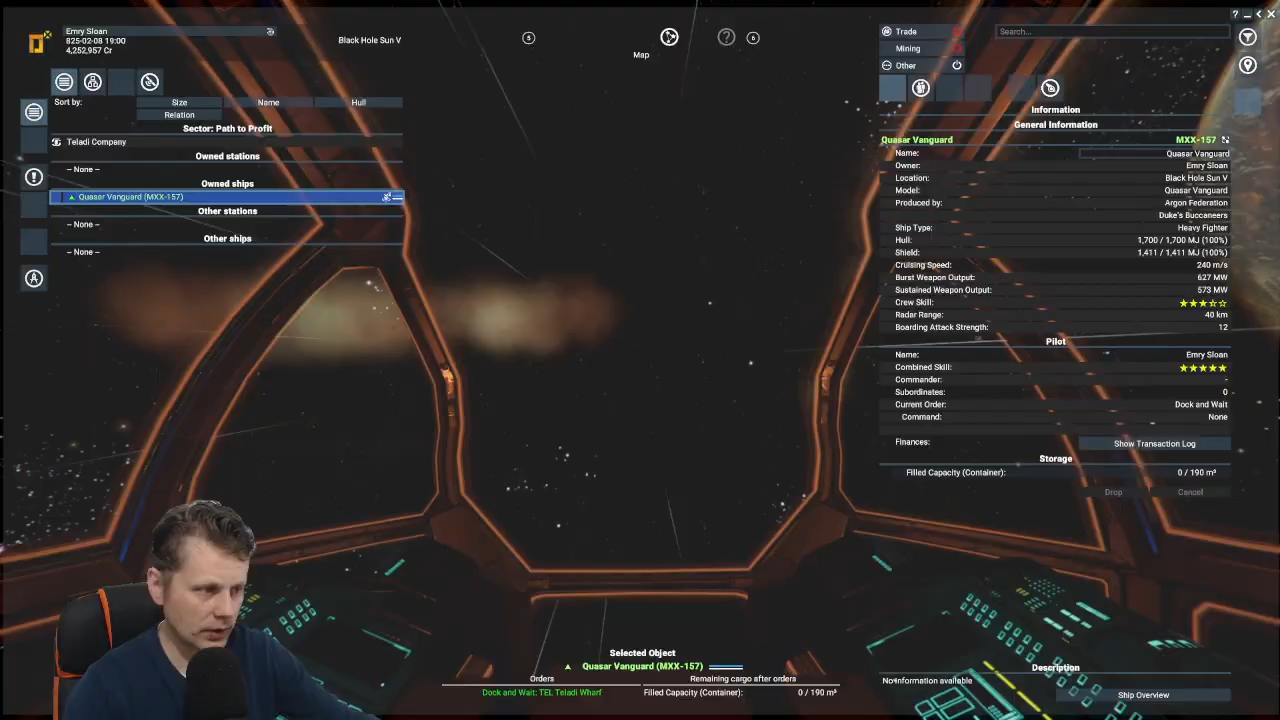 Emry Sloan
825-02-08 19:00
4,252,957 Cr
Black Hole Sun V
5
Map
?
6
Trade
Mining
Other
Search...
Sort by:
Size
Name
Hull
Relation
Sector: Path to Profit
Teladi Company
Owned stations
-- None --
Owned ships
Quasar Vanguard (MXX-157)
Other stations
-- None --
Other ships
-- None --
Information
General Information
Quasar Vanguard MXX-157
Name: Quasar Vanguard
Owner: Emry Sloan
Location: Black Hole Sun V
Model: Quasar Vanguard
Produced by: Argon Federation
Duke's Buccaneers
Ship Type: Heavy Fighter
Hull: 1,700 / 1,700 MJ (100%)
Shield: 1,411 / 1,411 MJ (100%)
Cruising Speed: 240 m/s
Burst Weapon Output: 627 MW
Sustained Weapon Output: 573 MW
Crew Skill:
Radar Range: 40 km
Boarding Attack Strength: 12
Pilot
Name: Emry Sloan
Combined Skill:
Commander: -
Subordinates: 0
Current Order: Dock and Wait
Command: None
Finances: Show Transaction Log
Storage
Filled Capacity (Container): 0 / 190 m³
Drop Cancel
Selected Object
Quasar Vanguard (MXX-157)
Orders Remaining cargo after orders
Dock and Wait: TEL Teladi Wharf Filled Capacity (Container): 0 / 190 m³
Description
No information available
Ship Overview